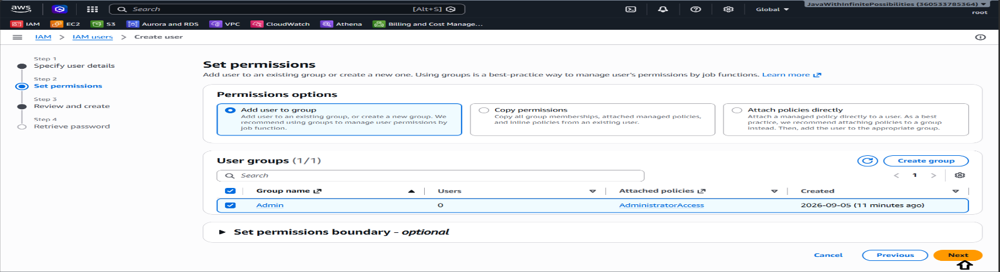 aws
Search [Alt+S]
Global
JavaWithInfinitePossibilities (360533785364)
root
IAM EC2 S3 Aurora and RDS VPC CloudWatch Athena Billing and Cost Manage...
IAM > IAM users > Create user
Step 1
Specify user details
Step 2
Set permissions
Step 3
Review and create
Step 4
Retrieve password
Set permissions
Add user to an existing group or create a new one. Using groups is a best-practice way to manage user's permissions by job functions. Learn more
Permissions options
Add user to group
Add user to an existing group, or create a new group. We
recommend using groups to manage user permissions by
job function.
Copy permissions
Copy all group memberships, attached managed policies,
and inline policies from an existing user.
Attach policies directly
Attach a managed policy directly to a user. As a best
practice, we recommend attaching policies to a group
instead. Then, add the user to the appropriate group.
User groups (1/1)
Create group
Search
< 1 >
Group name Users Attached policies Created
Admin 0 AdministratorAccess 2026-09-05 (11 minutes ago)
Set permissions boundary - optional
Cancel Previous Next